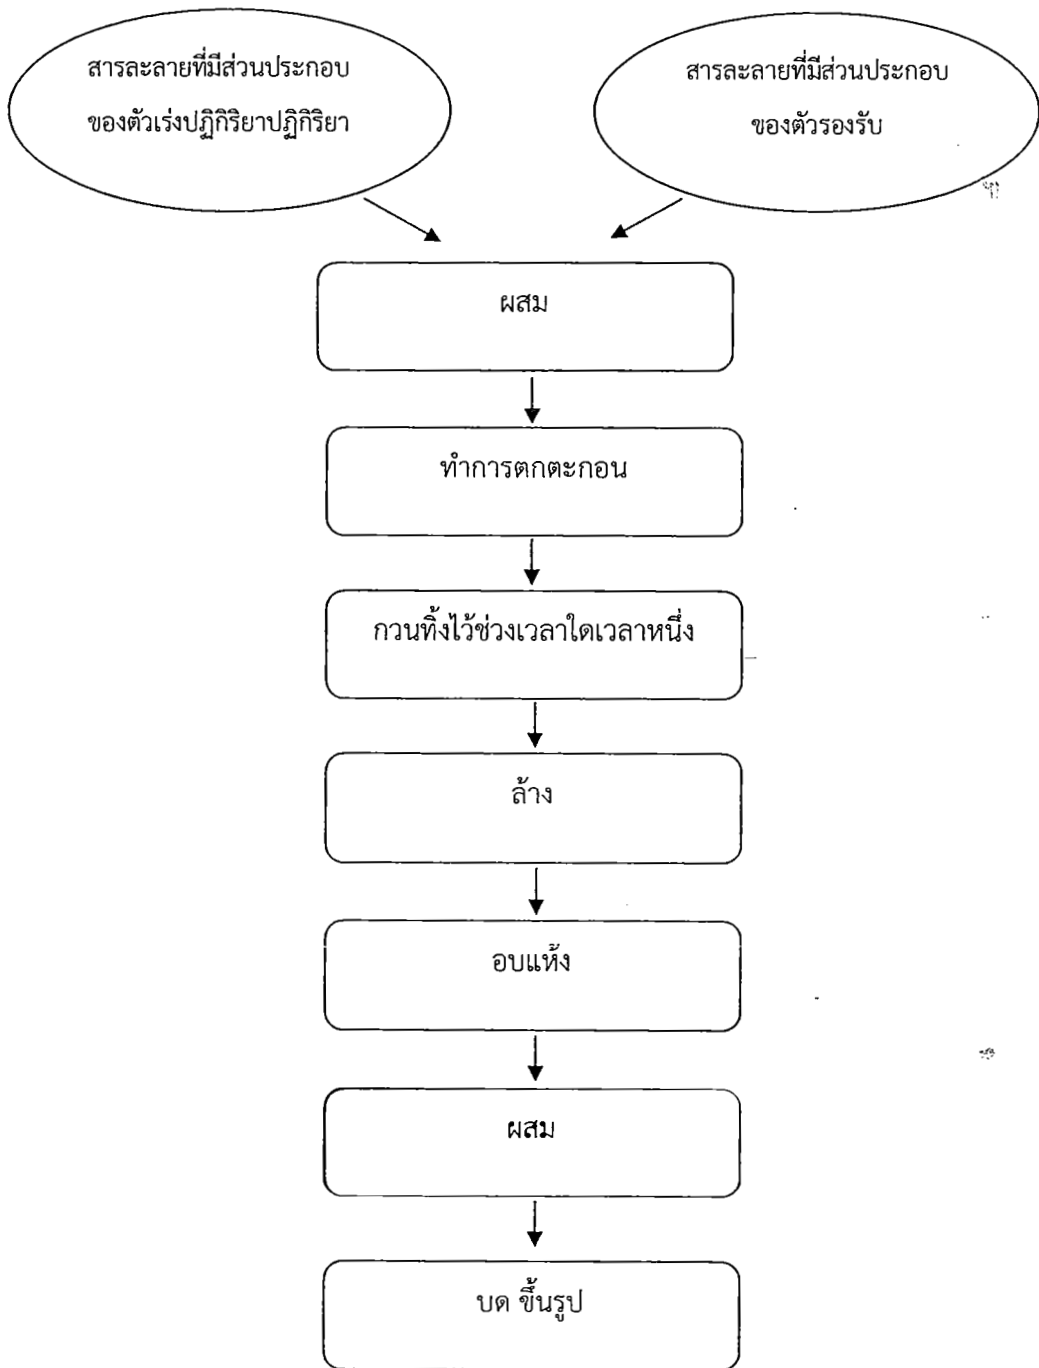 สารละลายที่มีส่วนประกอบ
ของตัวเร่งปฏิกิริยาปฏิกิริยา
สารละลายที่มีส่วนประกอบ
ของตัวรองรับ
ผสม
ทำการตกตะกอน
กวนทิ้งไว้ช่วงเวลาใดเวลาหนึ่ง
ล้าง
อบแห้ง
ผสม
บด ขึ้นรูป